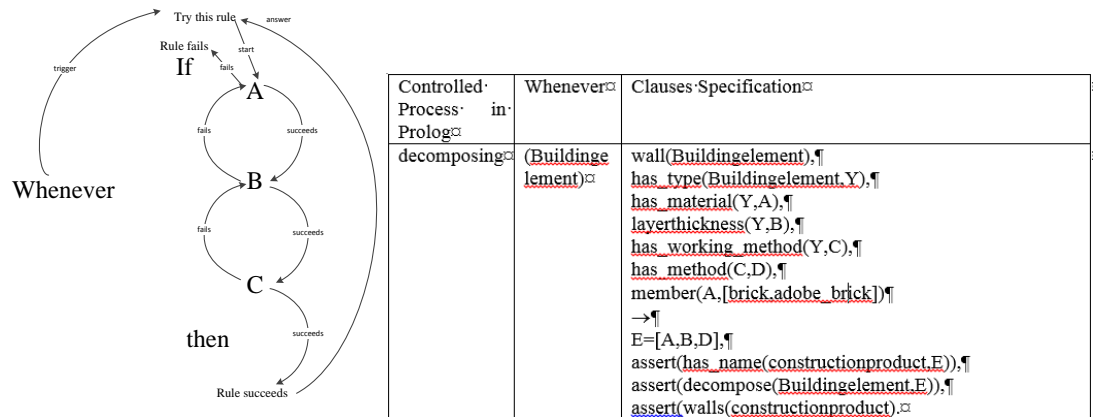 Try this rule
answer
Rule fails
start
If
fails
trigger
A
fails
succeeds
Whenever
B
fails
succeeds
C
then
succeeds
Rule succeeds
Controlled· Whenever¤ Clauses·Specification¤
Process· in·
Prolog¤
decomposing¤ (Buildinge wall(Buildingelement),¶
lement)¤ has_type(Buildingelement,Y),¶
has_material(Y,A),¶
layerthickness(Y,B),¶
has_working_method(Y,C),¶
has_method(C,D),¶
member(A,[brick,adobe_brick])¶
→¶
E=[A,B,D],¶
assert(has_name(constructionproduct,E)),¶
assert(decompose(Buildingelement,E)),¶
assert(walls(constructionproduct).¤